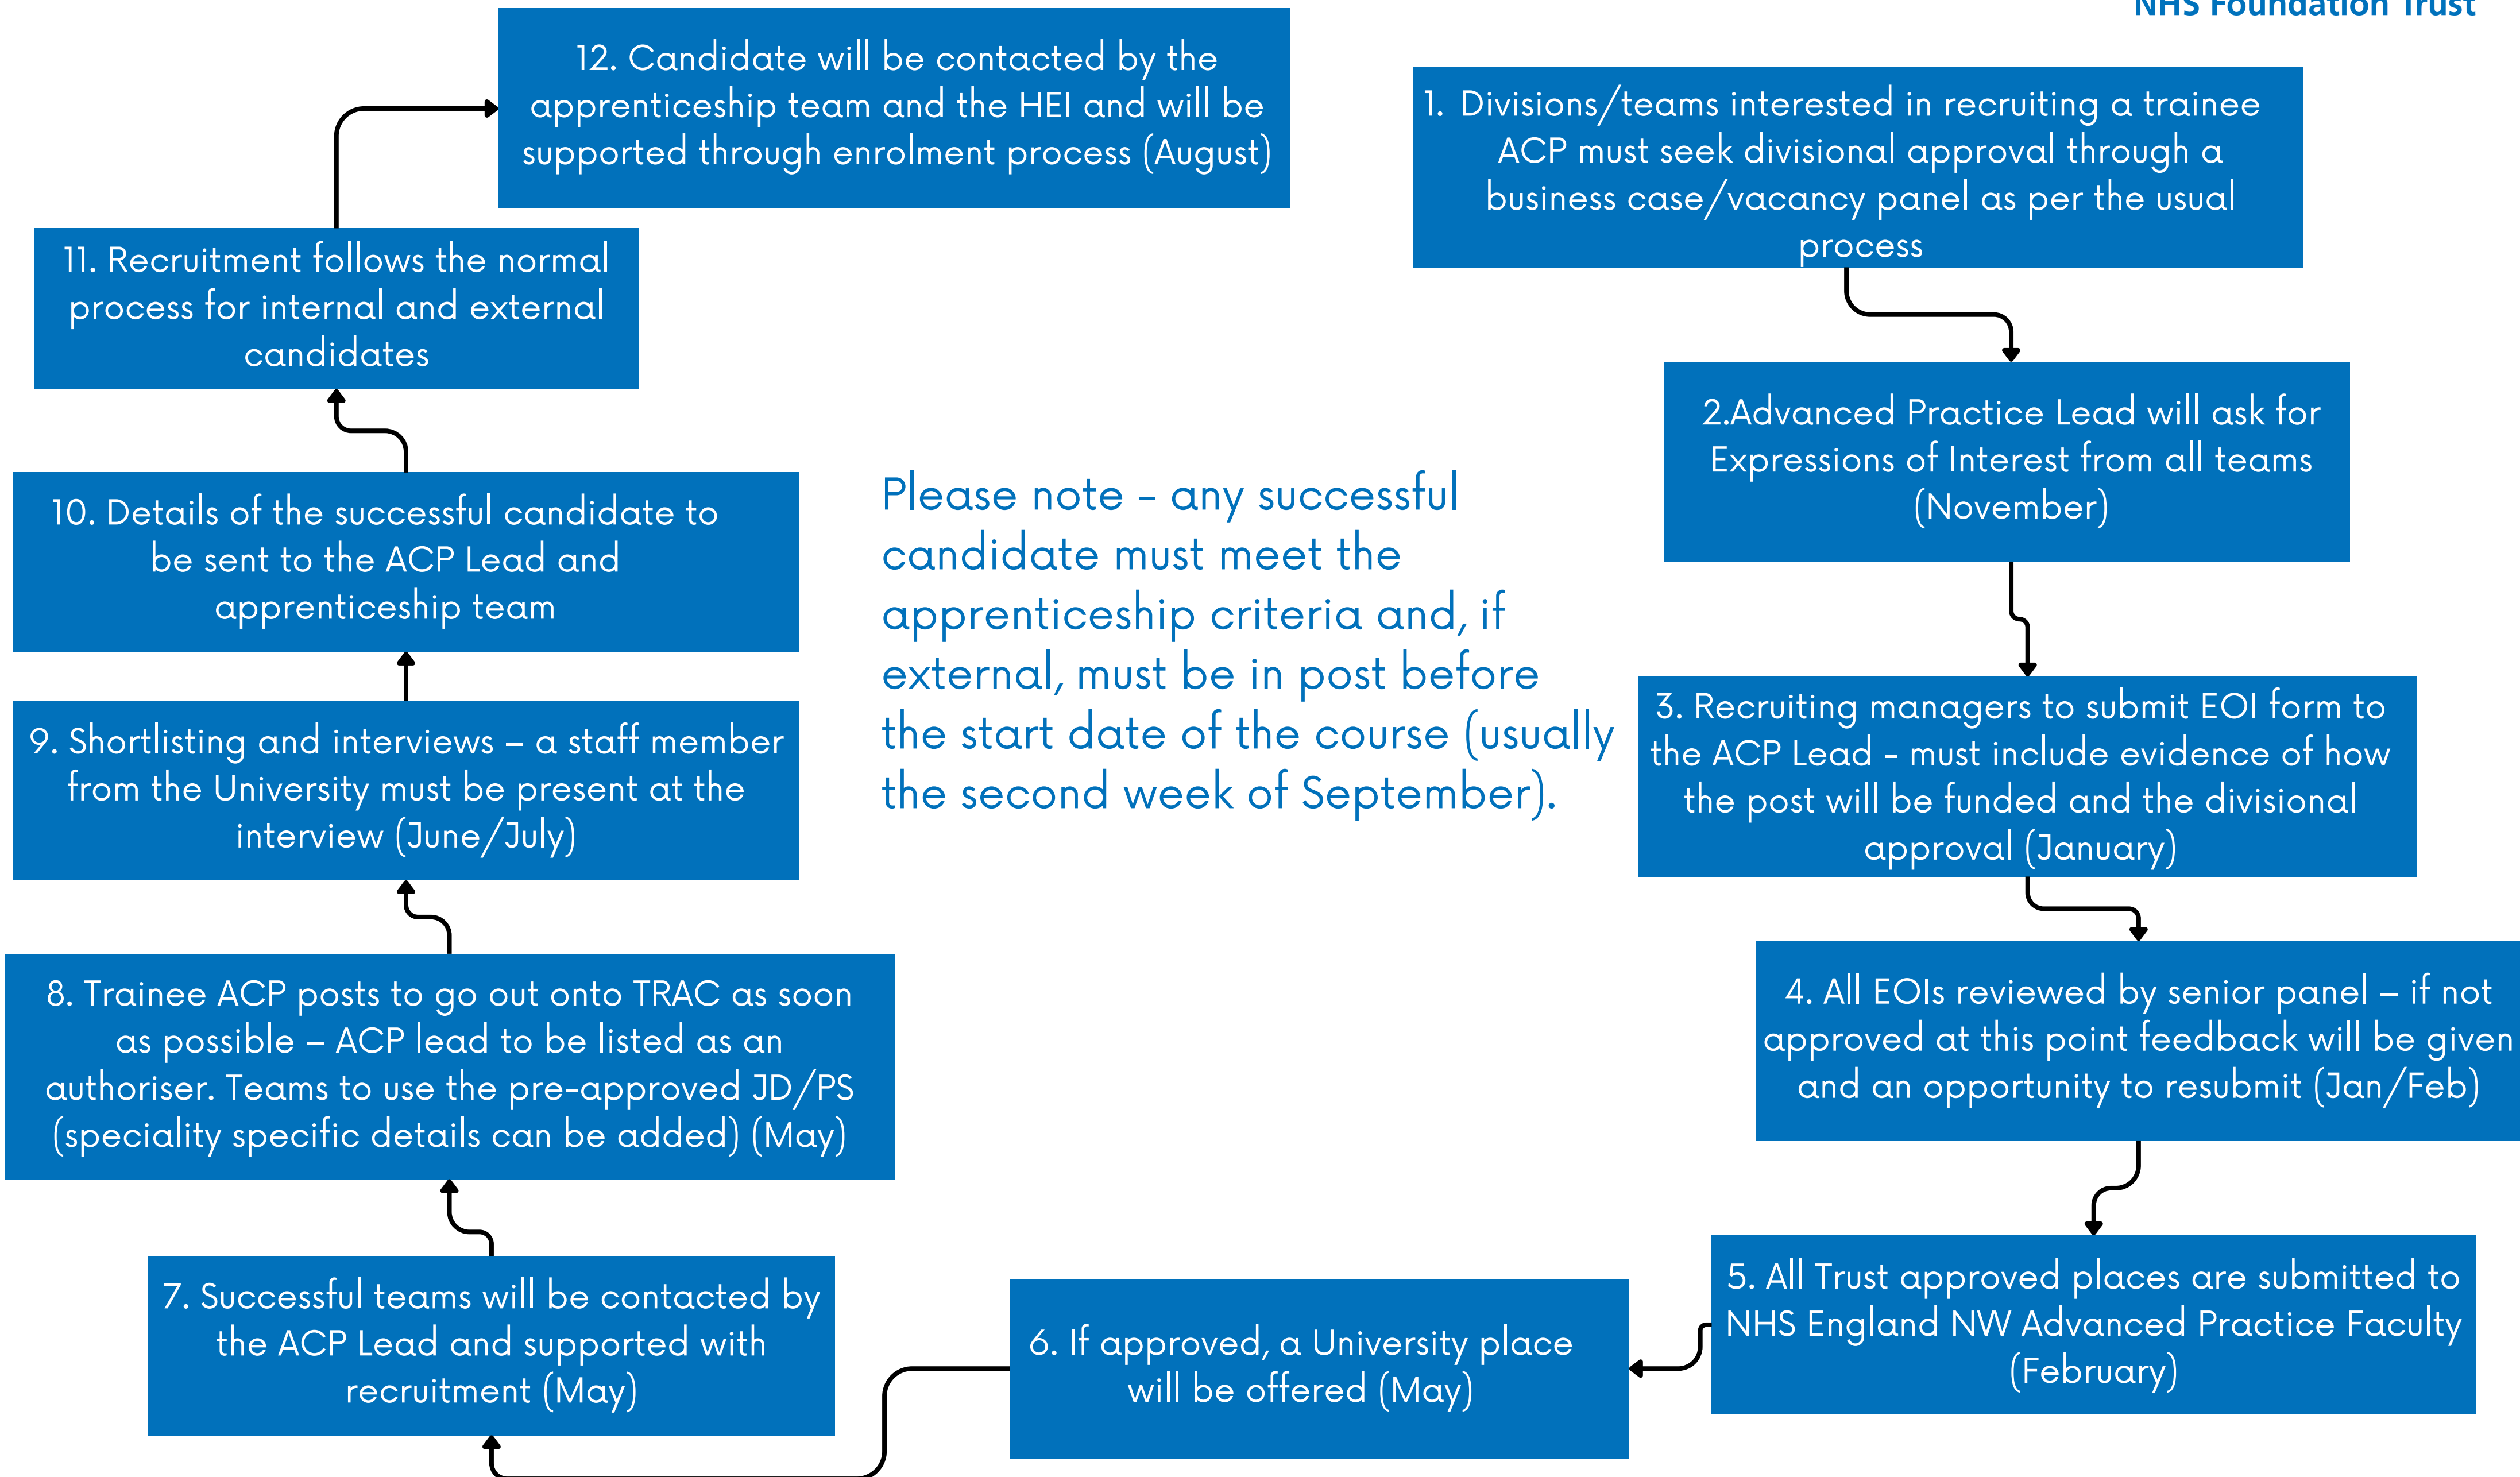 NHS Foundation Trust
1. Divisions/teams interested in recruiting a trainee
ACP must seek divisional approval through a
business case/vacancy panel as per the usual
process
2.Advanced Practice Lead will ask for
Expressions of Interest from all teams
(November)
3. Recruiting managers to submit EOI form to
the ACP Lead - must include evidence of how
the post will be funded and the divisional
approval (January)
4. All EOIs reviewed by senior panel – if not
approved at this point feedback will be given
and an opportunity to resubmit (Jan/Feb)
5. All Trust approved places are submitted to
NHS England NW Advanced Practice Faculty
(February)
6. If approved, a University place
will be offered (May)
7. Successful teams will be contacted by
the ACP Lead and supported with
recruitment (May)
8. Trainee ACP posts to go out onto TRAC as soon
as possible – ACP lead to be listed as an
authoriser. Teams to use the pre-approved JD/PS
(speciality specific details can be added) (May)
9. Shortlisting and interviews – a staff member
from the University must be present at the
interview (June/July)
10. Details of the successful candidate to
be sent to the ACP Lead and
apprenticeship team
11. Recruitment follows the normal
process for internal and external
candidates
12. Candidate will be contacted by the
apprenticeship team and the HEI and will be
supported through enrolment process (August)
Please note - any successful
candidate must meet the
apprenticeship criteria and, if
external, must be in post before
the start date of the course (usually
the second week of September).